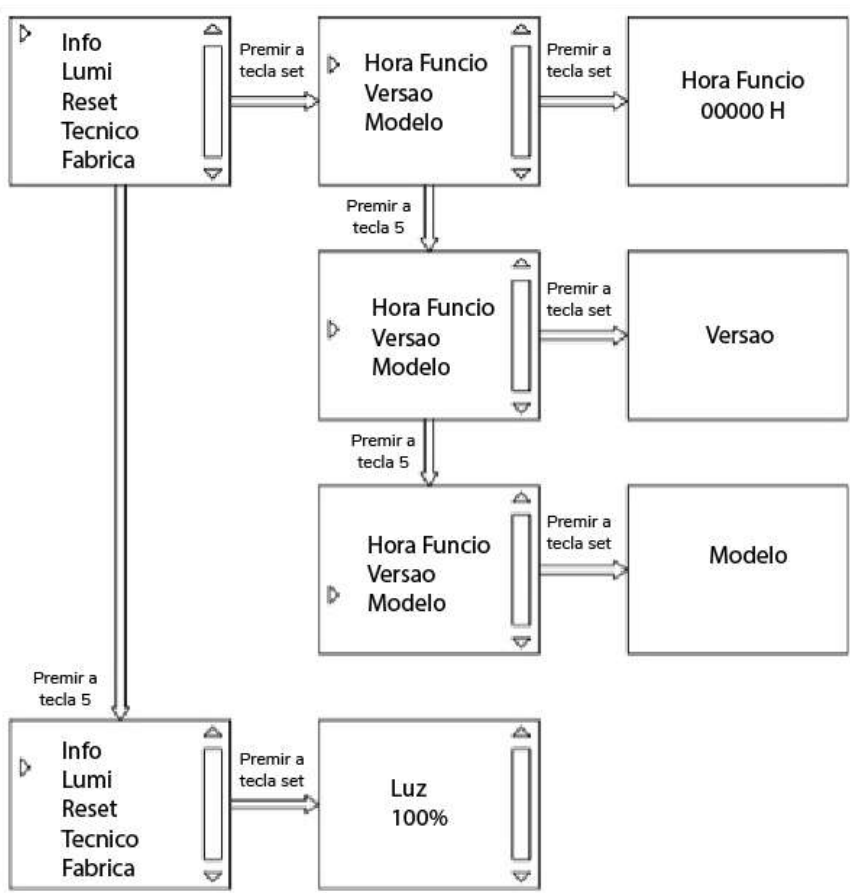 Info
Lumi
Reset
Tecnico
Fabrica
Premir a
tecla set
Hora Funcio
Versao
Modelo
Premir a
tecla set
Hora Funcio
00000 H
Premir a
tecla 5
Hora Funcio
Versao
Modelo
Premir a
tecla set
Versao
Premir a
tecla 5
Hora Funcio
Versao
Modelo
Premir a
tecla set
Modelo
Premir a
tecla 5
Info
Lumi
Reset
Tecnico
Fabrica
Premir a
tecla set
Luz
100%